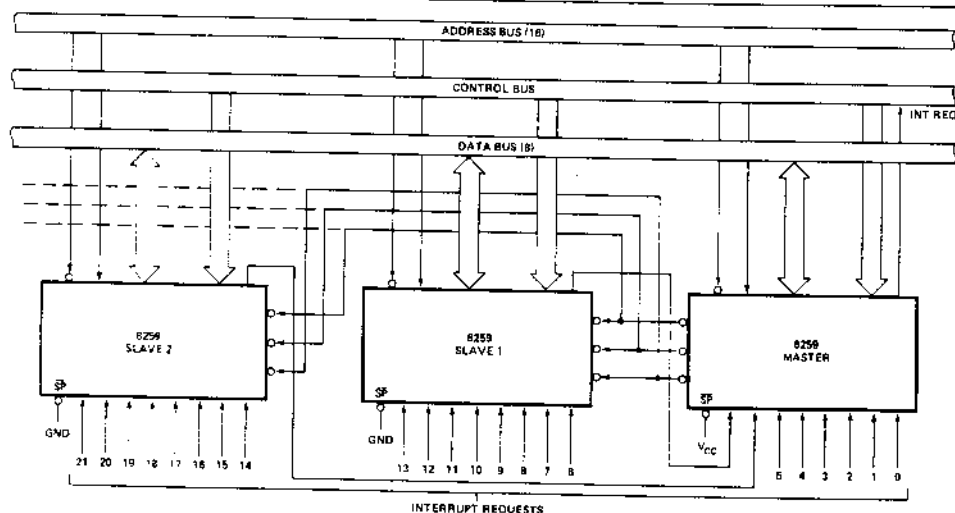 ADDRESS BUS (16)
CONTROL BUS
INT REQ
DATA BUS (8)
8259
SLAVE 2
8259
SLAVE 1
8259
MASTER
SP
SP
SP
GND
GND
VCC
21 20 19 18 17 16 15 14
13 12 11 10 9 8 7 6
5 4 3 2 1 0
INTERRUPT REQUESTS